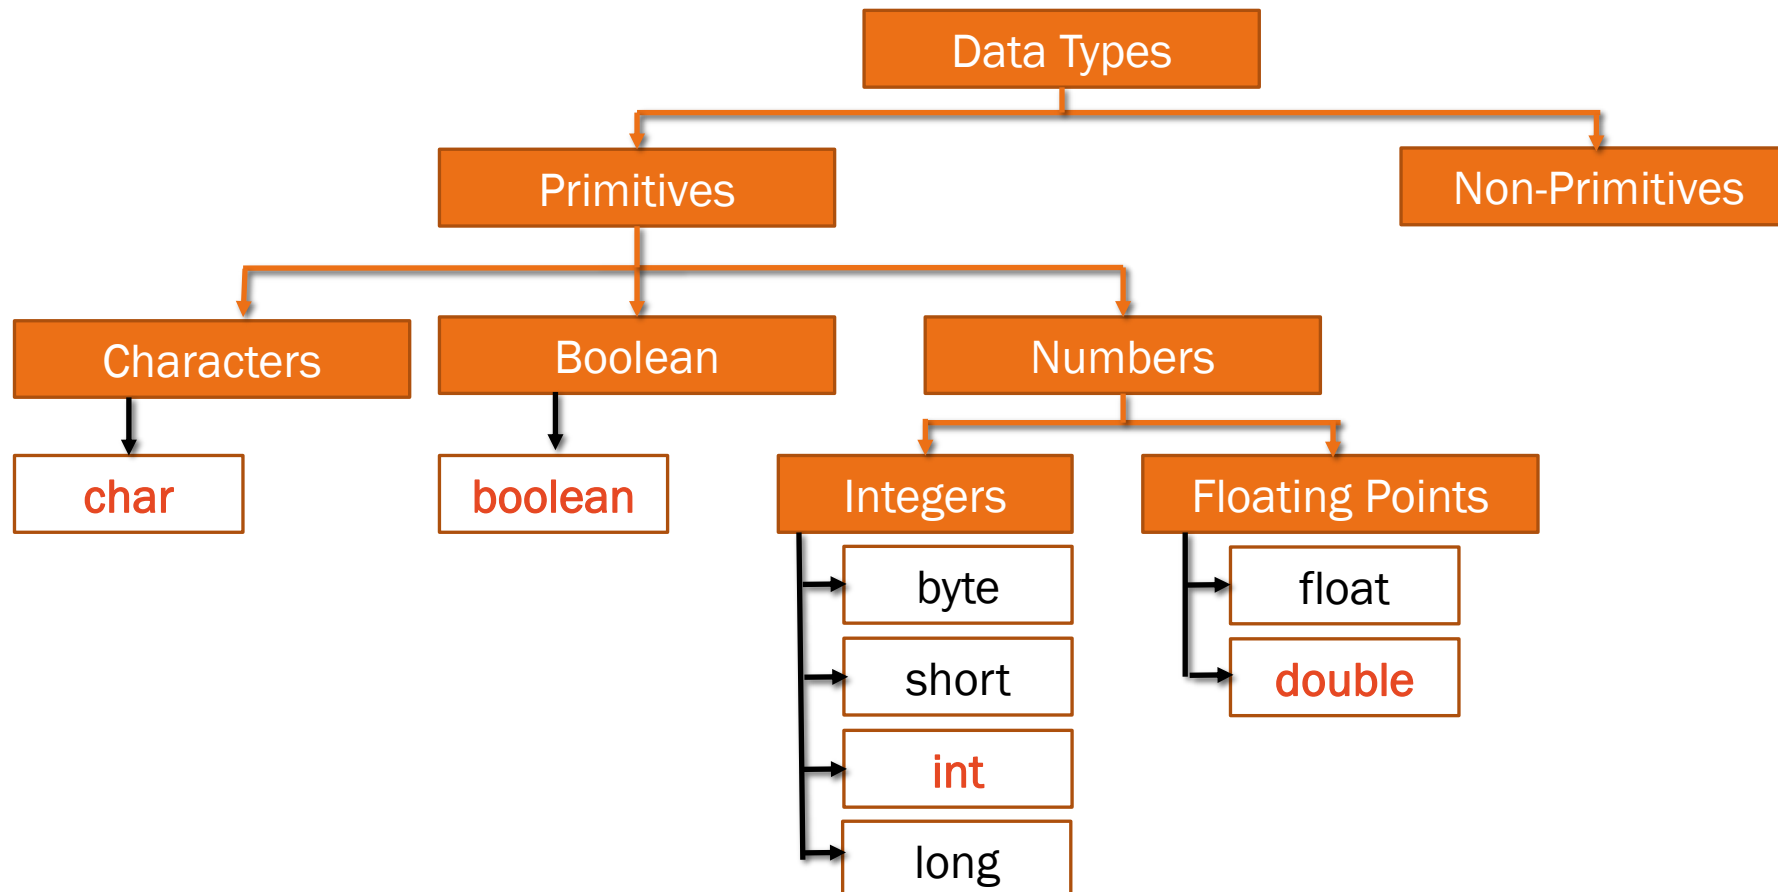 Data Types
Primitives
Non-Primitives
Characters
Boolean
Numbers
char
boolean
Integers
Floating Points
byte
float
short
double
int
long